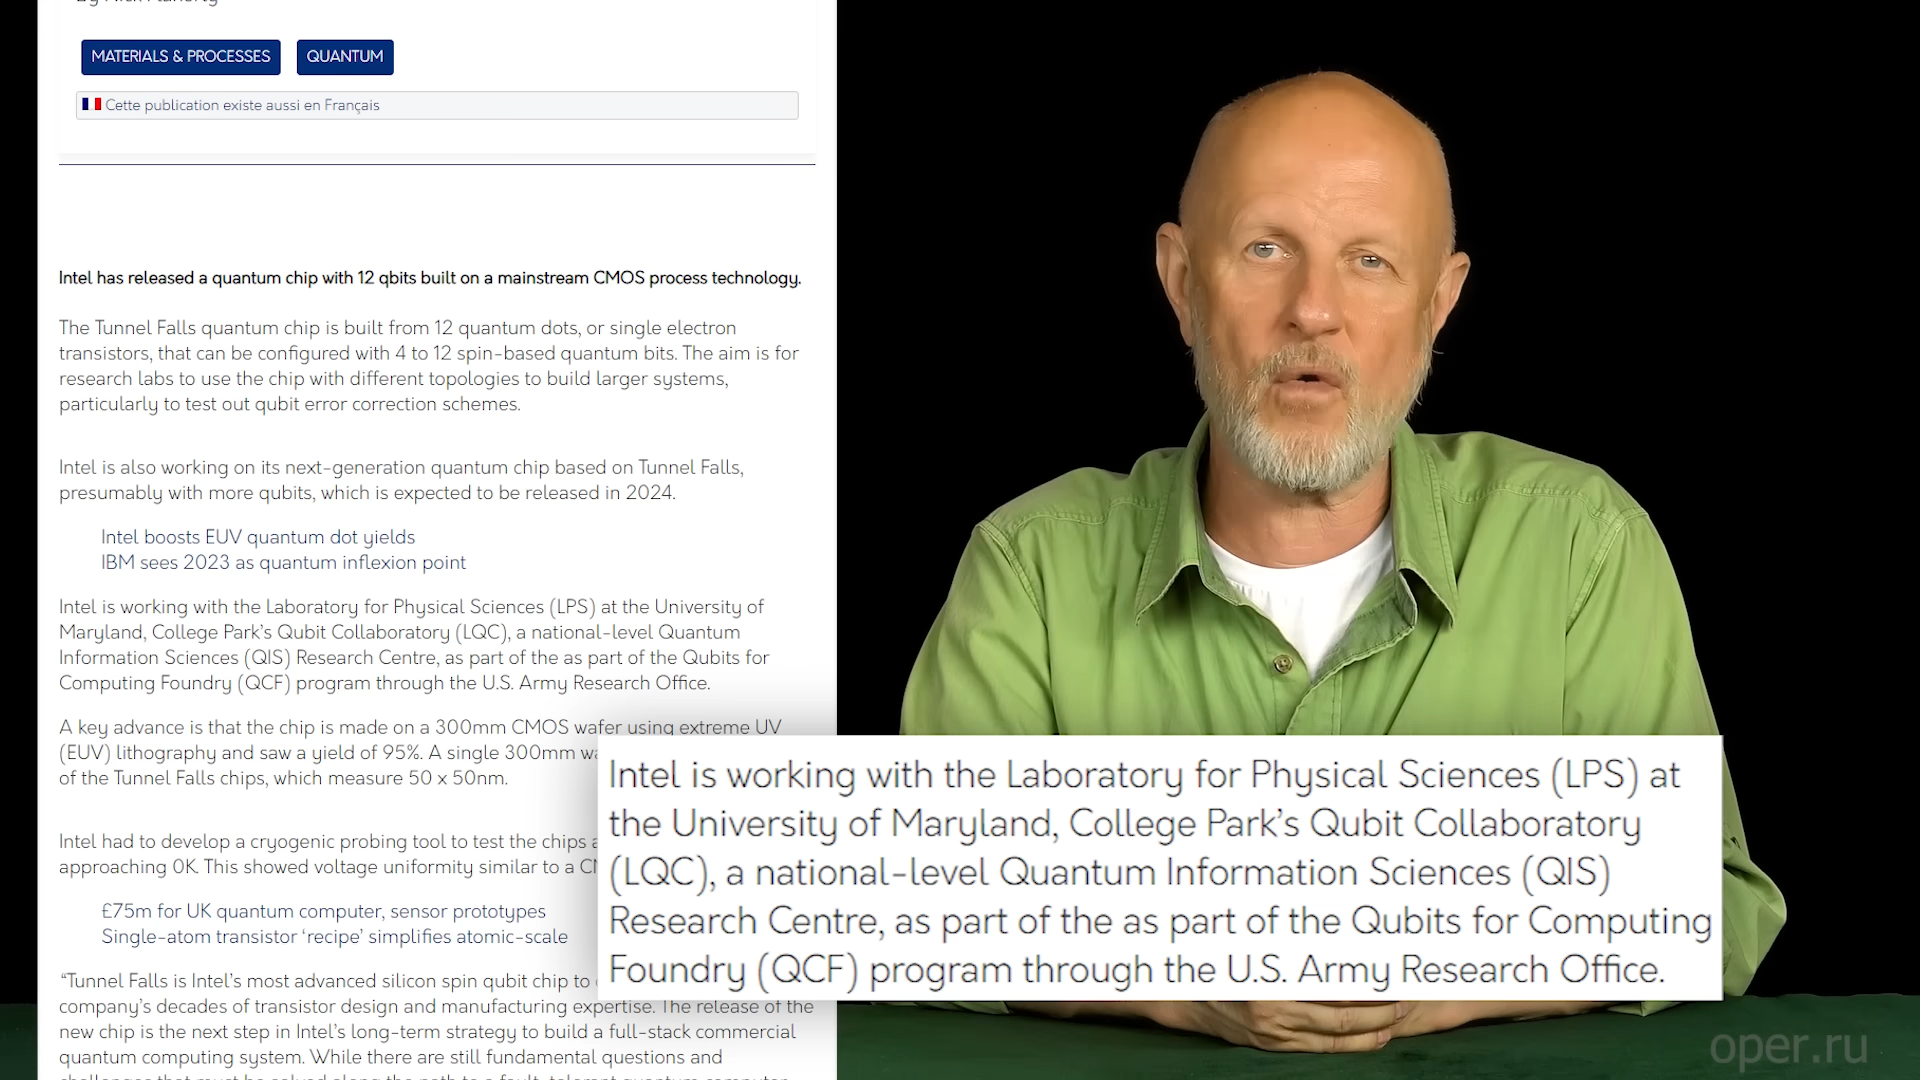 MATERIALS & PROCESSES
QUANTUM
Cette publication existe aussi en Français
Intel has released a quantum chip with 12 qbits built on a mainstream CMOS process technology.
The Tunnel Falls quantum chip is built from 12 quantum dots, or single electron
transistors, that can be configured with 4 to 12 spin-based quantum bits. The aim is for
research labs to use the chip with different topologies to build larger systems,
particularly to test out qubit error correction schemes.
Intel is also working on its next-generation quantum chip based on Tunnel Falls,
presumably with more qubits, which is expected to be released in 2024.
Intel boosts EUV quantum dot yields
IBM sees 2023 as quantum inflexion point
Intel is working with the Laboratory for Physical Sciences (LPS) at the University of
Maryland, College Park's Qubit Collaboratory (LQC), a national-level Quantum
Information Sciences (QIS) Research Centre, as part of the as part of the Qubits for
Computing Foundry (QCF) program through the U.S. Army Research Office.
A key advance is that the chip is made on a 300mm CMOS wafer using extreme UV
(EUV) lithography and saw a yield of 95%. A single 300mm
of the Tunnel Falls chips, which measure 50 x 50nm.
Intel had to develop a cryogenic probing tool to test the chips
approaching 0K. This showed voltage uniformity similar to a
£75m for UK quantum computer, sensor prototypes
Single-atom transistor 'recipe' simplifies atomic-scale
"Tunnel Falls is Intel's most advanced silicon spin qubit chip to
company's decades of transistor design and manufacturing expertise. The release of the
new chip is the next step in Intel's long-term strategy to build a full-stack commercial
quantum computing system. While there are still fundamental questions and
Intel is working with the Laboratory for Physical Sciences (LPS) at
the University of Maryland, College Park's Qubit Collaboratory
(LQC), a national-level Quantum Information Sciences (QIS)
Research Centre, as part of the as part of the Qubits for Computing
Foundry (QCF) program through the U.S. Army Research Office.
oper.ru